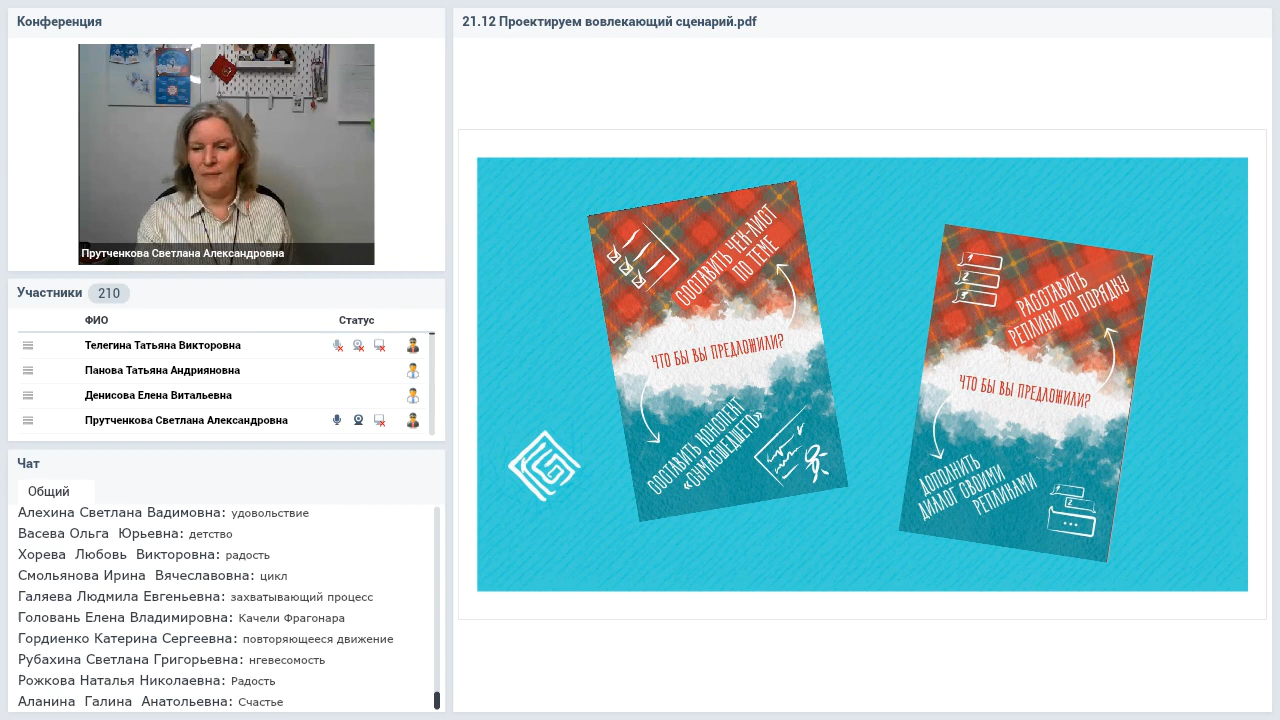 Конференция
Прутченкова Светлана Александровна
Участники 210
ФИО Статус
Телегина Татьяна Викторовна
Панова Татьяна Андрияновна
Денисова Елена Витальевна
Прутченкова Светлана Александровна
Чат
Общий
Алехина Светлана Вадимовна: удовольствие
Васева Ольга Юрьевна: детство
Хорева Любовь Викторовна: радость
Смольянова Ирина Вячеславовна: цикл
Галяева Людмила Евгеньевна: захватывающий процесс
Головань Елена Владимировна: Качели Фрагонара
Гордиенко Катерина Сергеевна: повторяющееся движение
Рубахина Светлана Григорьевна: нгевесомость
Рожкова Наталья Николаевна: Радость
Аланина Галина Анатольевна: Счастье
21.12 Проектируем вовлекающий сценарий.pdf
СОСТАВИТЬ ЧЕК-ЛИСТ
ПО ТЕМЕ
ЧТО БЫ ВЫ ПРЕДЛОЖИЛИ?
СОСТАВИТЬ КОНСПЕКТ
«СУМАСШЕДШЕГО»
1
2
3
РАССТАВИТЬ
РЕПЛИКИ ПО ПОРЯДКУ
ЧТО БЫ ВЫ ПРЕДЛОЖИЛИ?
ДОПОЛНИТЬ
ДИАЛОГ СВОИМИ
РЕПЛИКАМИ